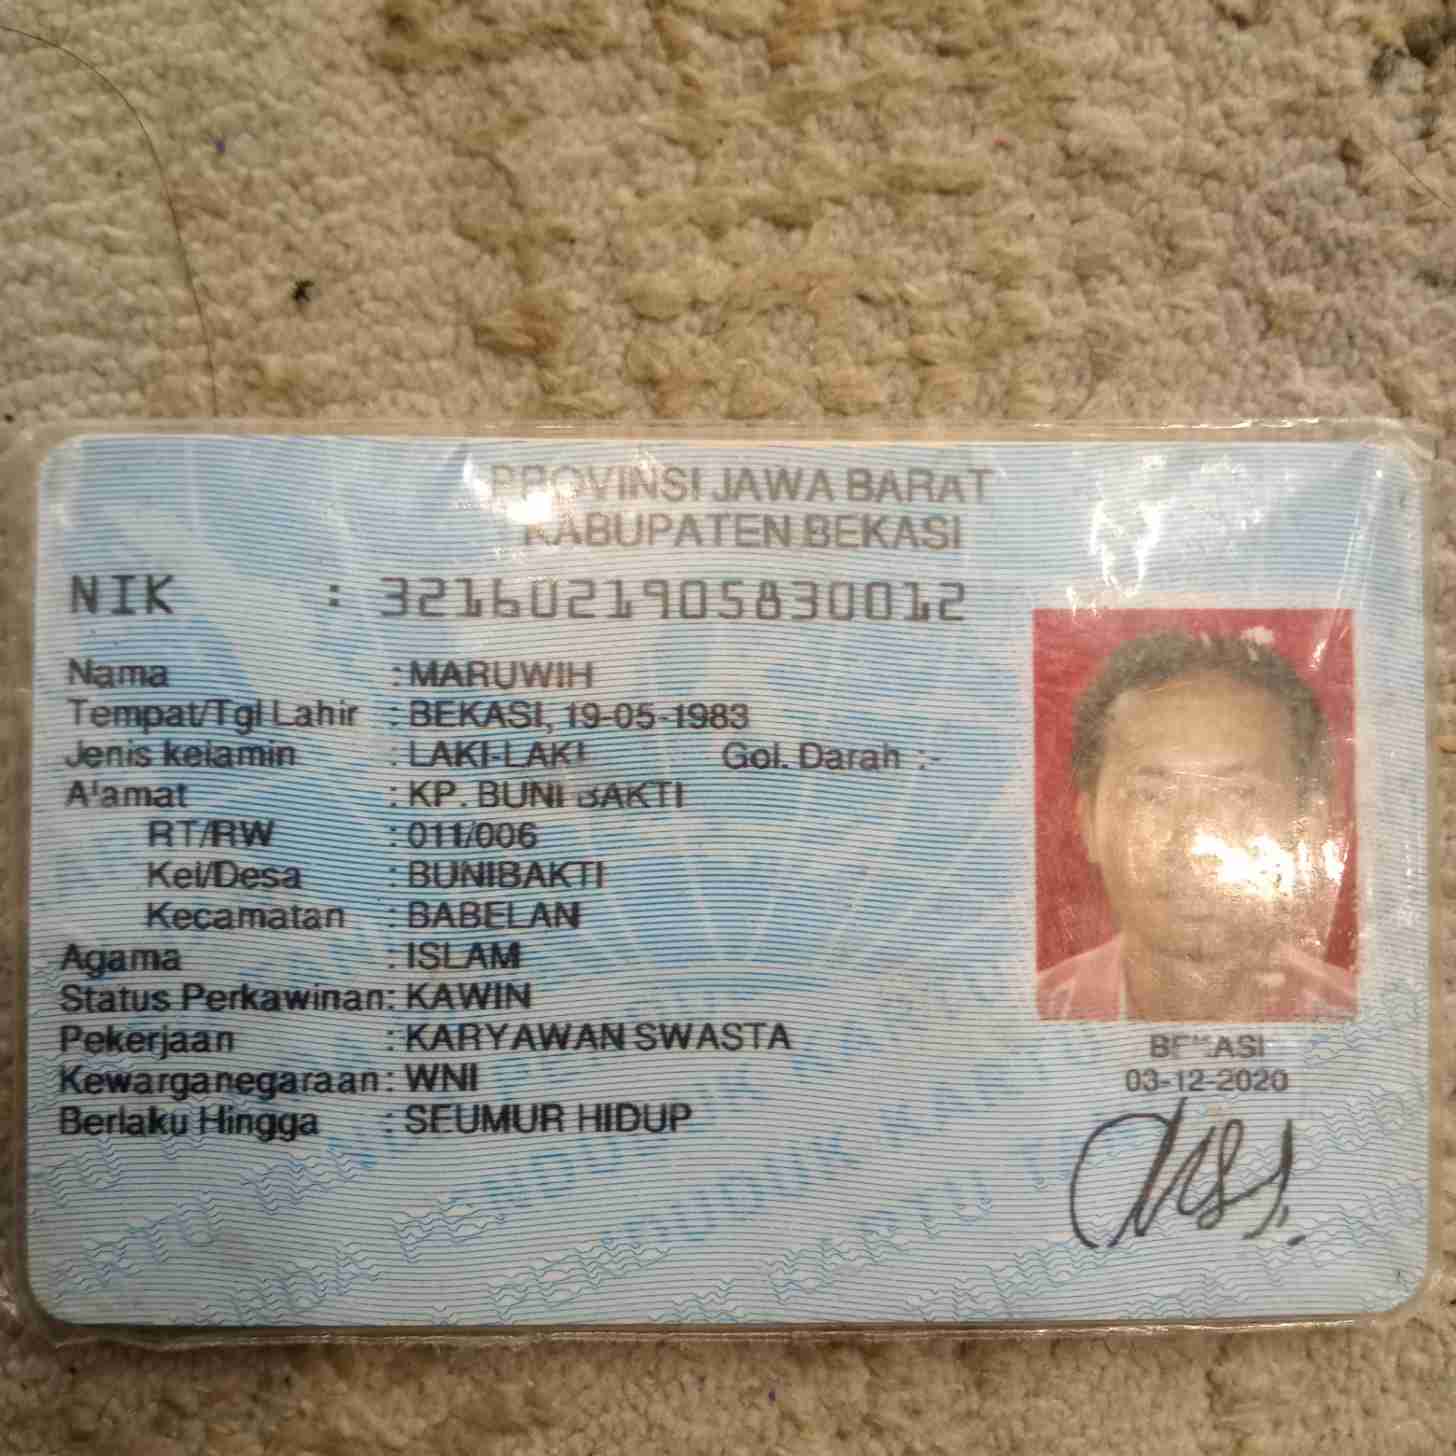 PROVINSI JAWA BARAT
KABUPATEN BEKASI
NIK : 3216021905830012
Nama : MARUWIH
Tempat/Tgl Lahir : BEKASI, 19-05-1983
Jenis kelamin : LAKI-LAKI Gol. Darah :-
Alamat : KP. BUNI BAKTI
RT/RW : 011/006
Kel/Desa : BUNIBAKTI
Kecamatan : BABELAN
Agama : ISLAM
Status Perkawinan: KAWIN
Pekerjaan : KARYAWAN SWASTA
Kewarganegaraan: WNI
Berlaku Hingga : SEUMUR HIDUP
BEKASI
03-12-2020